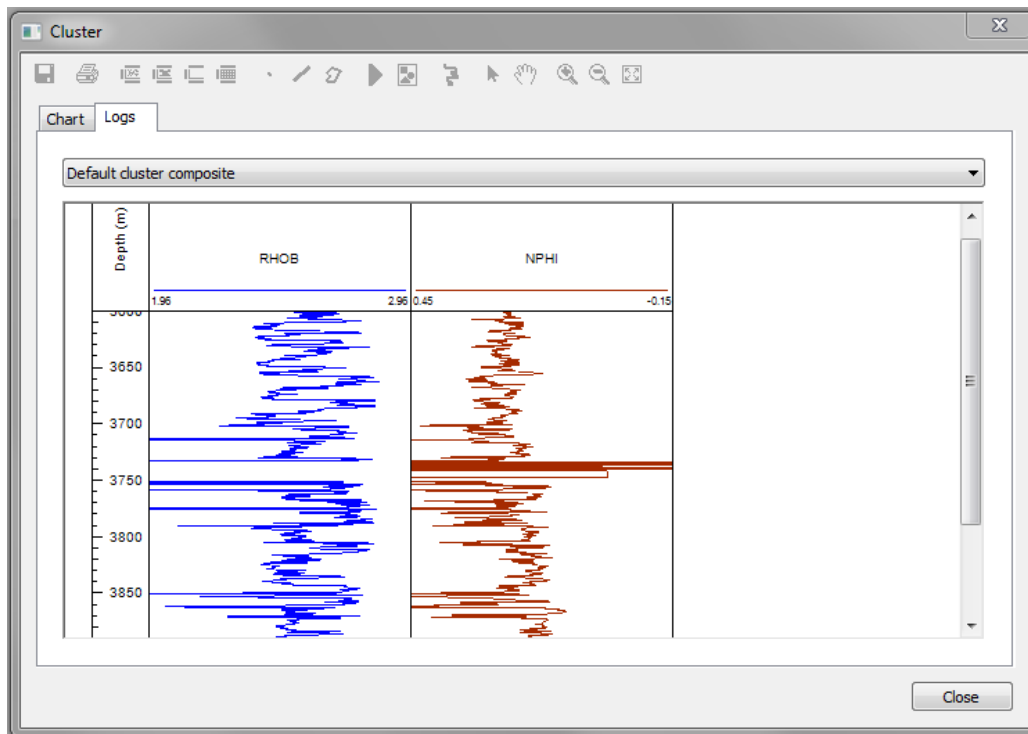 Cluster
Chart Logs
Default cluster composite
Depth (m)
RHOB NPHI
1.96 2.96 0.45 -0.15
3650
3700
3750
3800
3850
Close